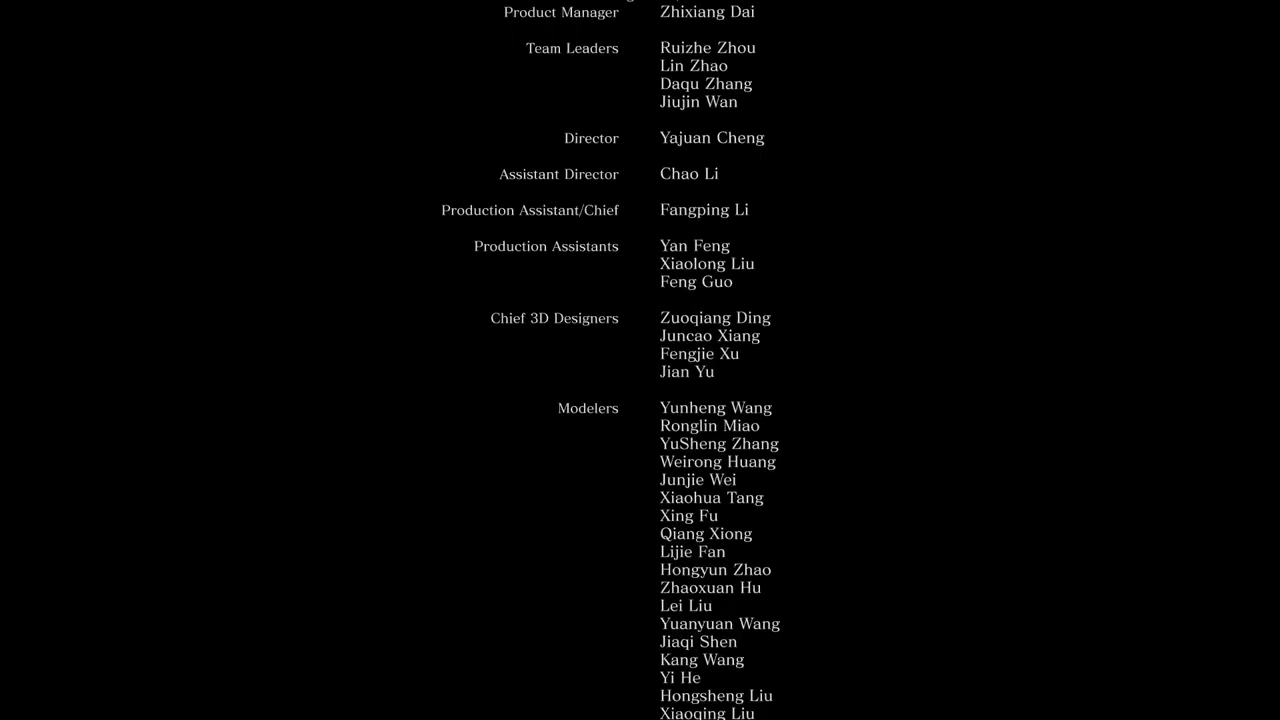 Product Manager Zhixiang Dai
Team Leaders Ruizhe Zhou
Lin Zhao
Daqu Zhang
Jiujin Wan
Director Yajuan Cheng
Assistant Director Chao Li
Production Assistant/Chief Fangping Li
Production Assistants Yan Feng
Xiaolong Liu
Feng Guo
Chief 3D Designers Zuoqiang Ding
Juncao Xiang
Fengjie Xu
Jian Yu
Modelers Yunheng Wang
Ronglin Miao
YuSheng Zhang
Weirong Huang
Junjie Wei
Xiaohua Tang
Xing Fu
Qiang Xiong
Lijie Fan
Hongyun Zhao
Zhaoxuan Hu
Lei Liu
Yuanyuan Wang
Jiaqi Shen
Kang Wang
Yi He
Hongsheng Liu
Xiaoqing Liu